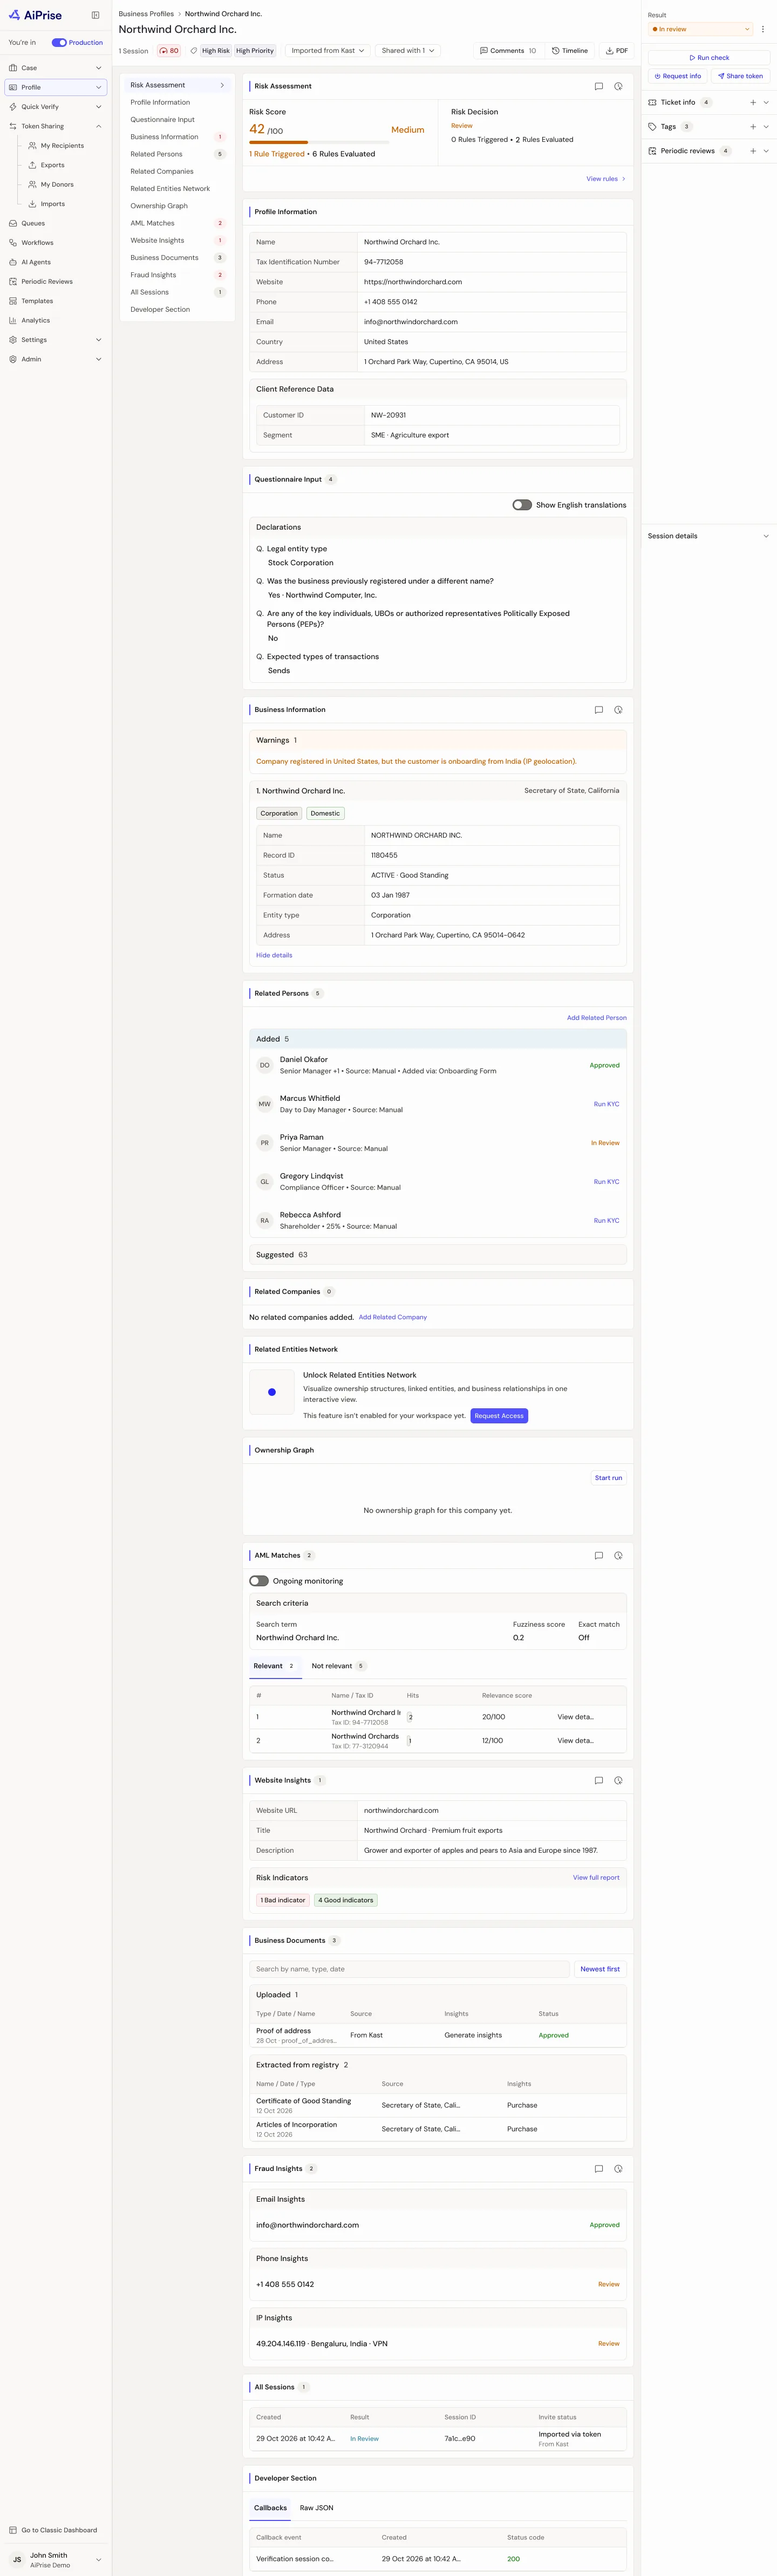 AiPrise
You're in
Production
Case
Profile
Quick Verify
Token Sharing
My Recipients
Exports
My Donors
Imports
Queues
Workflows
AI Agents
Periodic Reviews
Templates
Analytics
Settings
Admin
Go to Classic Dashboard
JS
John Smith
AiPrise Demo
Business Profiles > Northwind Orchard Inc.
Northwind Orchard Inc.
1 Session
80
High Risk
High Priority
Imported from Kast
Shared with 1
Comments 10
Timeline
PDF
Risk Assessment
Profile Information
Questionnaire Input
Business Information 1
Related Persons 5
Related Companies
Related Entities Network
Ownership Graph
AML Matches 2
Website Insights 1
Business Documents 3
Fraud Insights 2
All Sessions 1
Developer Section
Risk Assessment
Risk Score
42 /100
Medium
1 Rule Triggered • 6 Rules Evaluated
Risk Decision
Review
0 Rules Triggered • 2 Rules Evaluated
View rules
Profile Information
Name Northwind Orchard Inc.
Tax Identification Number 94-7712058
Website https://northwindorchard.com
Phone +1 408 555 0142
Email info@northwindorchard.com
Country United States
Address 1 Orchard Park Way, Cupertino, CA 95014, US
Client Reference Data
Customer ID NW-20931
Segment SME · Agriculture export
Questionnaire Input 4
Show English translations
Declarations
Q. Legal entity type
Stock Corporation
Q. Was the business previously registered under a different name?
Yes · Northwind Computer, Inc.
Q. Are any of the key individuals, UBOs or authorized representatives Politically Exposed
Persons (PEPs)?
No
Q. Expected types of transactions
Sends
Business Information
Warnings 1
Company registered in United States, but the customer is onboarding from India (IP geolocation).
1. Northwind Orchard Inc.
Secretary of State, California
Corporation
Domestic
Name NORTHWIND ORCHARD INC.
Record ID 1180455
Status ACTIVE · Good Standing
Formation date 03 Jan 1987
Entity type Corporation
Address 1 Orchard Park Way, Cupertino, CA 95014-0642
Hide details
Related Persons 5
Add Related Person
Added 5
DO
Daniel Okafor
Senior Manager +1 • Source: Manual • Added via: Onboarding Form
Approved
MW
Marcus Whitfield
Day to Day Manager • Source: Manual
Run KYC
PR
Priya Raman
Senior Manager • Source: Manual
In Review
GL
Gregory Lindqvist
Compliance Officer • Source: Manual
Run KYC
RA
Rebecca Ashford
Shareholder • 25% • Source: Manual
Run KYC
Suggested 63
Related Companies 0
No related companies added. Add Related Company
Related Entities Network
Unlock Related Entities Network
Visualize ownership structures, linked entities, and business relationships in one
interactive view.
This feature isn't enabled for your workspace yet. Request Access
Ownership Graph
Start run
No ownership graph for this company yet.
AML Matches 2
Ongoing monitoring
Search criteria
Search term Fuzziness score Exact match
Northwind Orchard Inc. 0.2 Off
Relevant 2 Not relevant 5
# Name / Tax ID Hits Relevance score
1 Northwind Orchard Ir 2 20/100 View deta...
Tax ID: 94-7712058
2 Northwind Orchards 1 12/100 View deta...
Tax ID: 77-3120944
Website Insights 1
Website URL northwindorchard.com
Title Northwind Orchard · Premium fruit exports
Description Grower and exporter of apples and pears to Asia and Europe since 1987.
Risk Indicators
View full report
1 Bad indicator
4 Good indicators
Business Documents 3
Search by name, type, date
Newest first
Uploaded 1
Type / Date / Name Source Insights Status
Proof of address From Kast Generate insights Approved
28 Oct · proof_of_addres...
Extracted from registry 2
Name / Date / Type Source Insights
Certificate of Good Standing Secretary of State, Cali... Purchase
12 Oct 2026
Articles of Incorporation Secretary of State, Cali... Purchase
12 Oct 2026
Fraud Insights 2
Email Insights
info@northwindorchard.com Approved
Phone Insights
+1 408 555 0142 Review
IP Insights
49.204.146.119 · Bengaluru, India · VPN Review
All Sessions 1
Created Result Session ID Invite status
29 Oct 2026 at 10:42 A... In Review 7a1c...e90 Imported via token
From Kast
Developer Section
Callbacks Raw JSON
Callback event Created Status code
Verification session co... 29 Oct 2026 at 10:42 A... 200
Result
In review
Run check
Request info
Share token
Ticket info 4
Tags 3
Periodic reviews 4
Session details